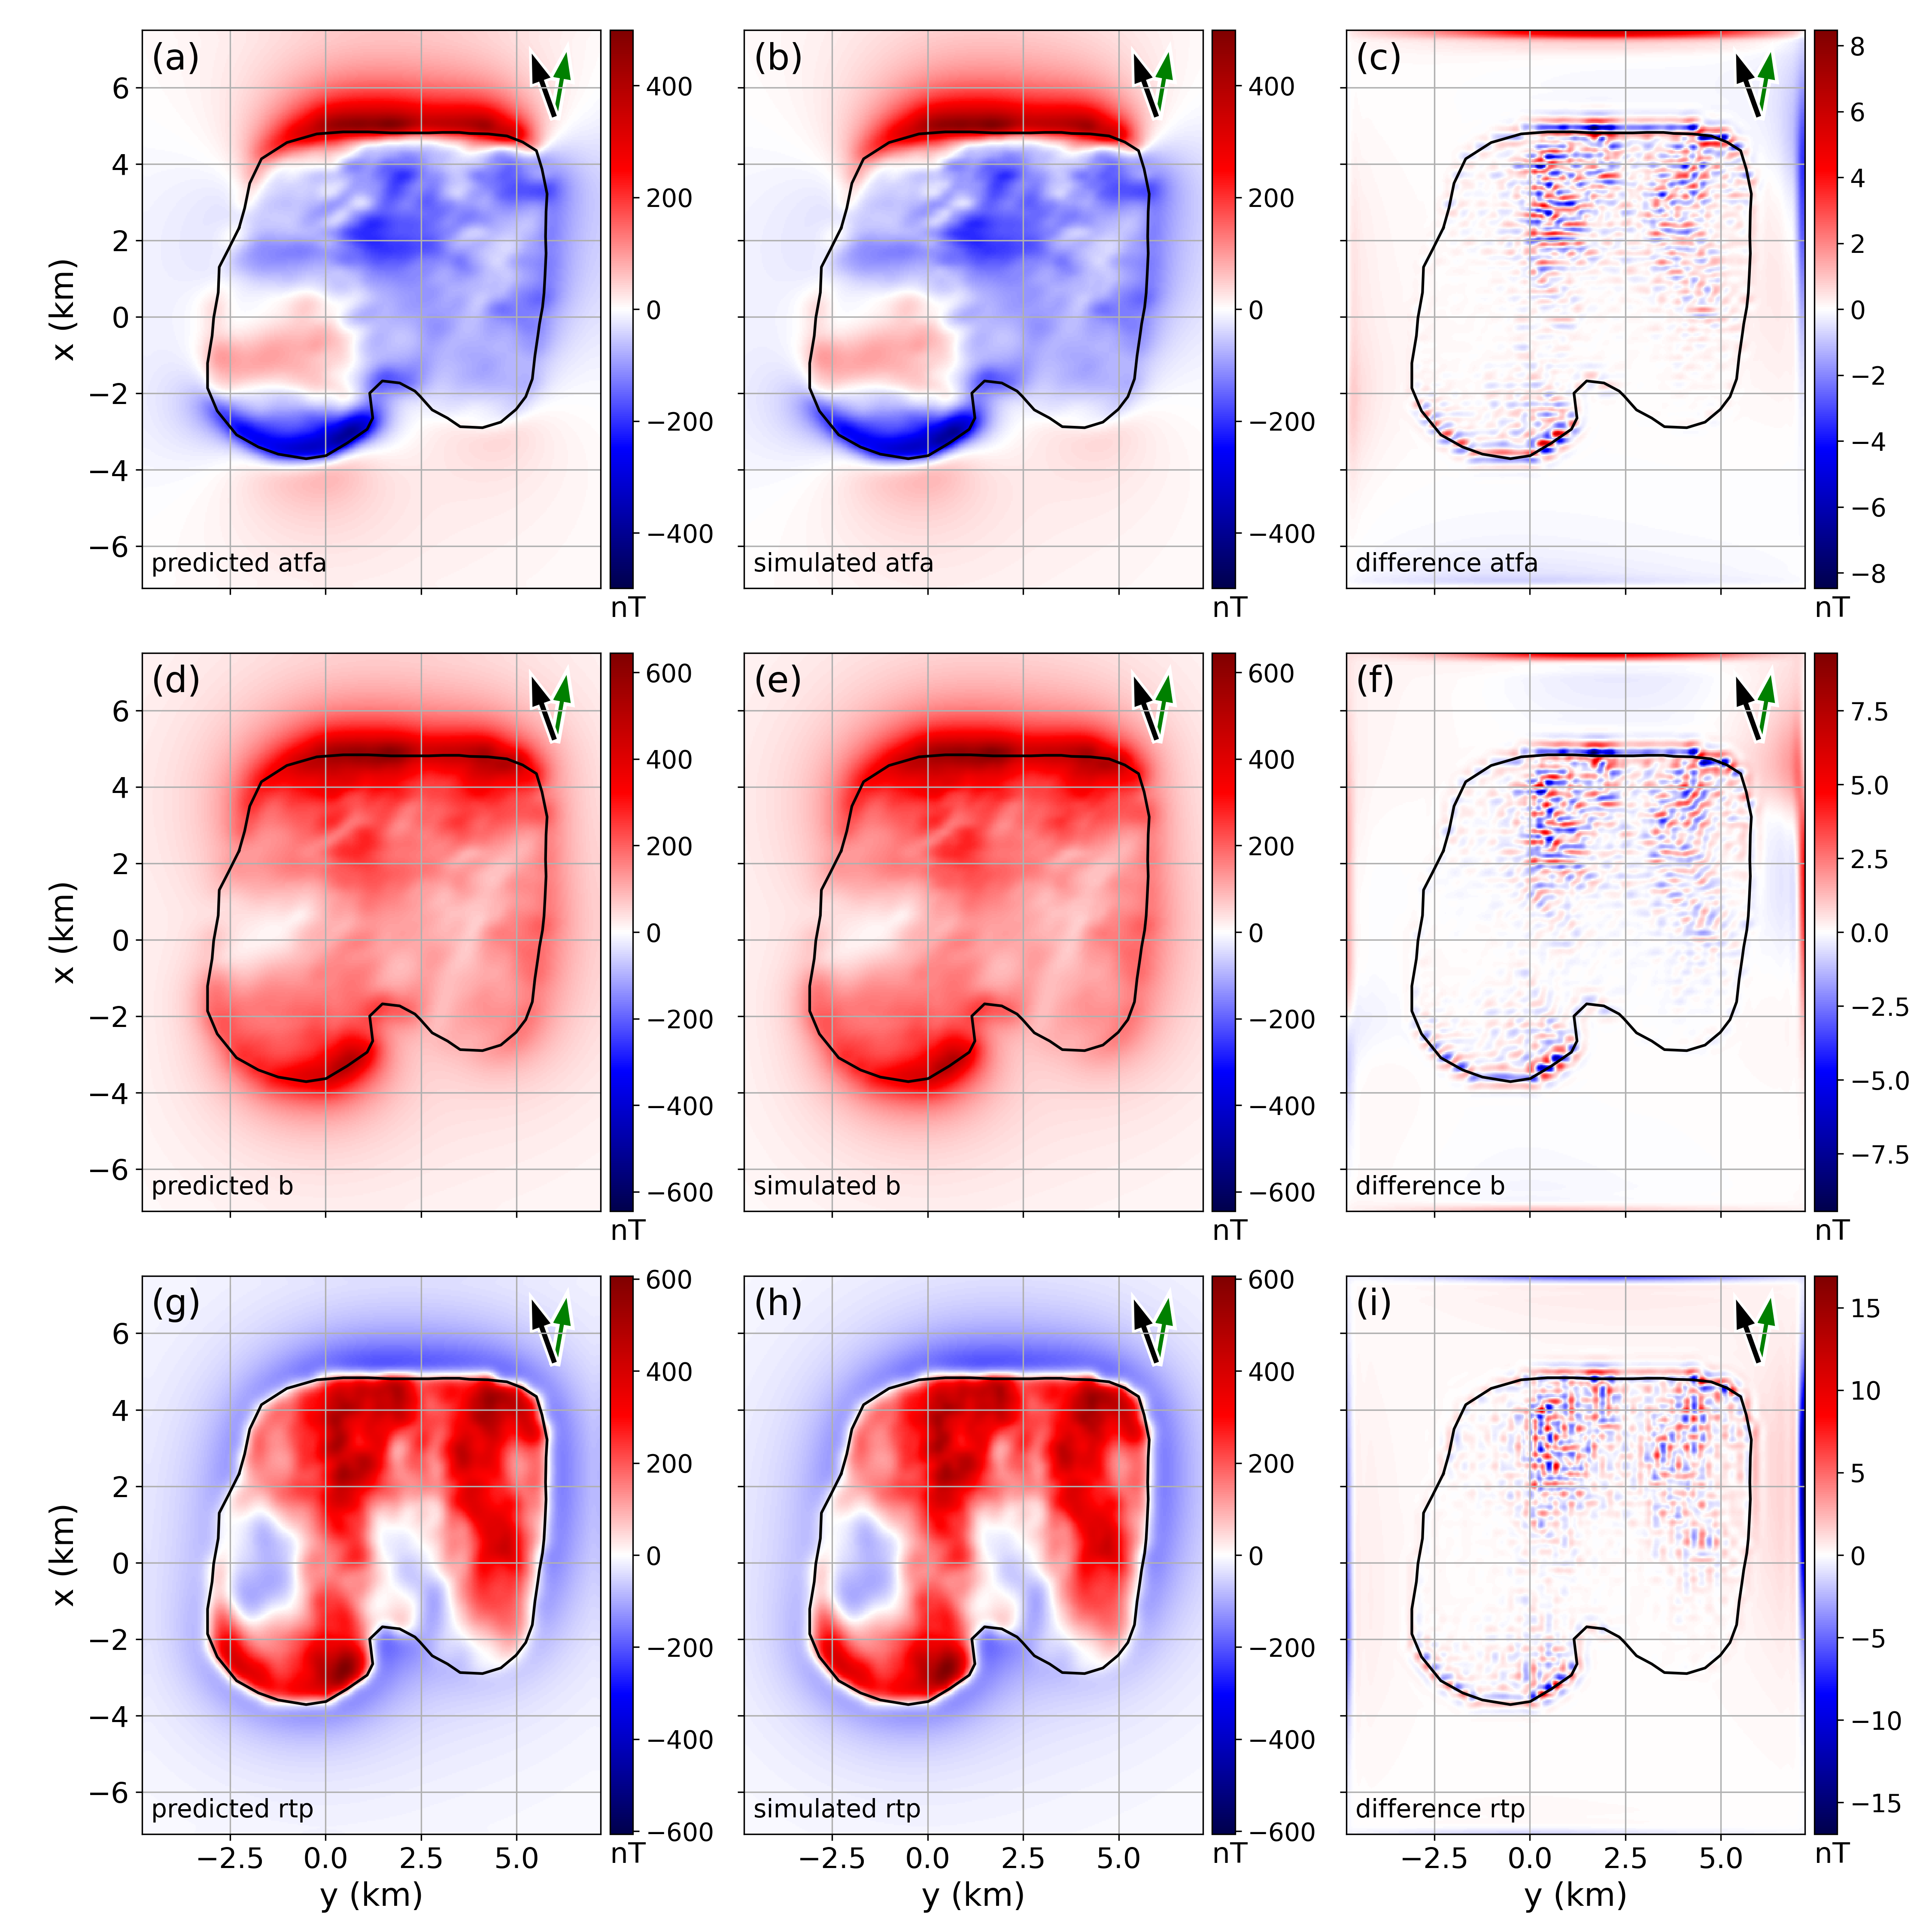 (a)
x (km)
6
4
2
0
−2
−4
−6
predicted atfa
400
200
0
−200
−400
nT
(b)
simulated atfa
400
200
0
−200
−400
nT
(c)
difference atfa
8
6
4
2
0
−2
−4
−6
−8
nT
(d)
x (km)
6
4
2
0
−2
−4
−6
predicted b
600
400
200
0
−200
−400
−600
nT
(e)
simulated b
600
400
200
0
−200
−400
−600
nT
(f)
difference b
7.5
5.0
2.5
0.0
−2.5
−5.0
−7.5
nT
(g)
x (km)
6
4
2
0
−2
−4
−6
predicted rtp
−2.5 0.0 2.5 5.0
y (km)
600
400
200
0
−200
−400
−600
nT
(h)
simulated rtp
−2.5 0.0 2.5 5.0
y (km)
600
400
200
0
−200
−400
−600
nT
(i)
difference rtp
−2.5 0.0 2.5 5.0
y (km)
15
10
5
0
−5
−10
−15
nT